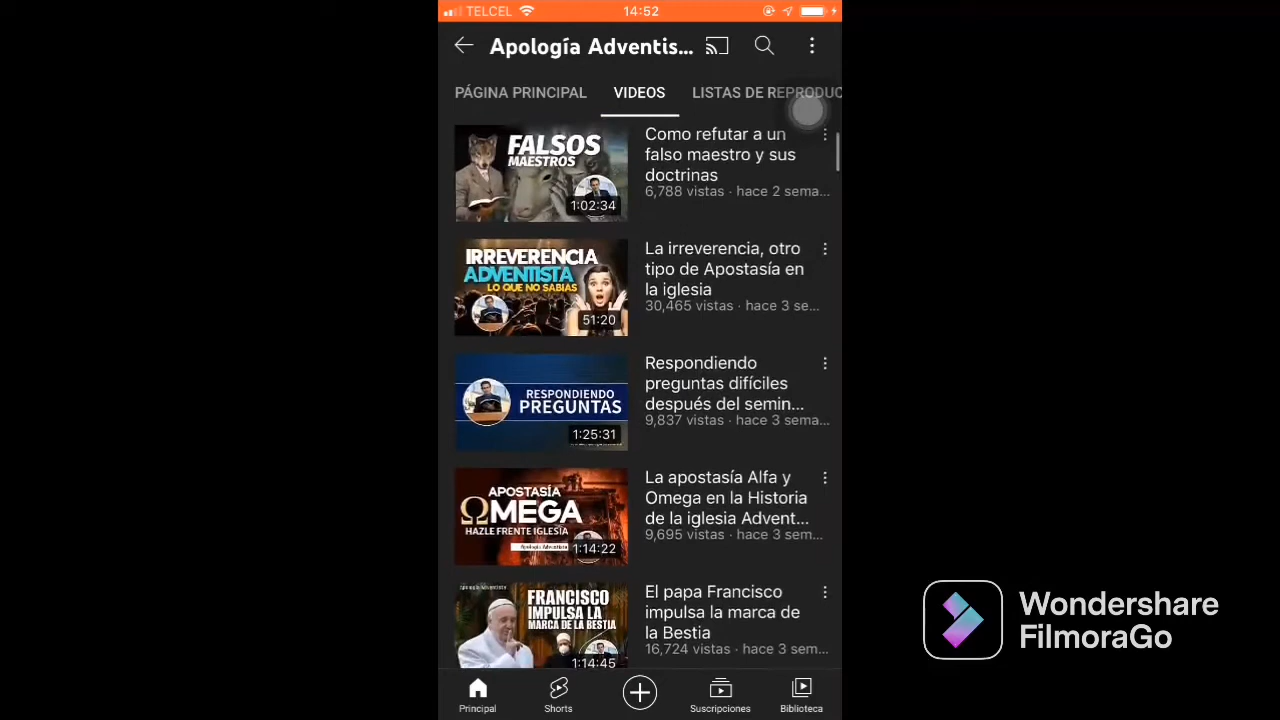 TELCEL
14:52
Apología Adventis...
PÁGINA PRINCIPAL
VIDEOS
LISTAS DE REPRODUC
FALSOS
MAESTROS
1:02:34
Como refutar a un
falso maestro y sus
doctrinas
6,788 vistas · hace 2 sema...
IRREVERENCIA
ADVENTISTA
LO QUE NO SABIAS
51:20
La irreverencia, otro
tipo de Apostasía en
la iglesia
30,465 vistas · hace 3 se...
RESPONDIENDO
PREGUNTAS
1:25:31
Respondiendo
preguntas difíciles
después del semin...
9,837 vistas · hace 3 sema...
APOSTASÍA
ΩMEGA
HAZLE FRENTE IGLESÍA
Apología Adventista
1:14:22
La apostasía Alfa y
Omega en la Historia
de la iglesia Advent...
9,695 vistas · hace 3 sem...
Apología Adventista
FRANCISCO
IMPULSA LA
MARCA DE LA BESTIA
1:14:45
El papa Francisco
impulsa la marca de
la Bestia
16,724 vistas · hace 3 sem...
Principal
Shorts
Suscripciones
Biblioteca
Wondershare
FilmoraGo